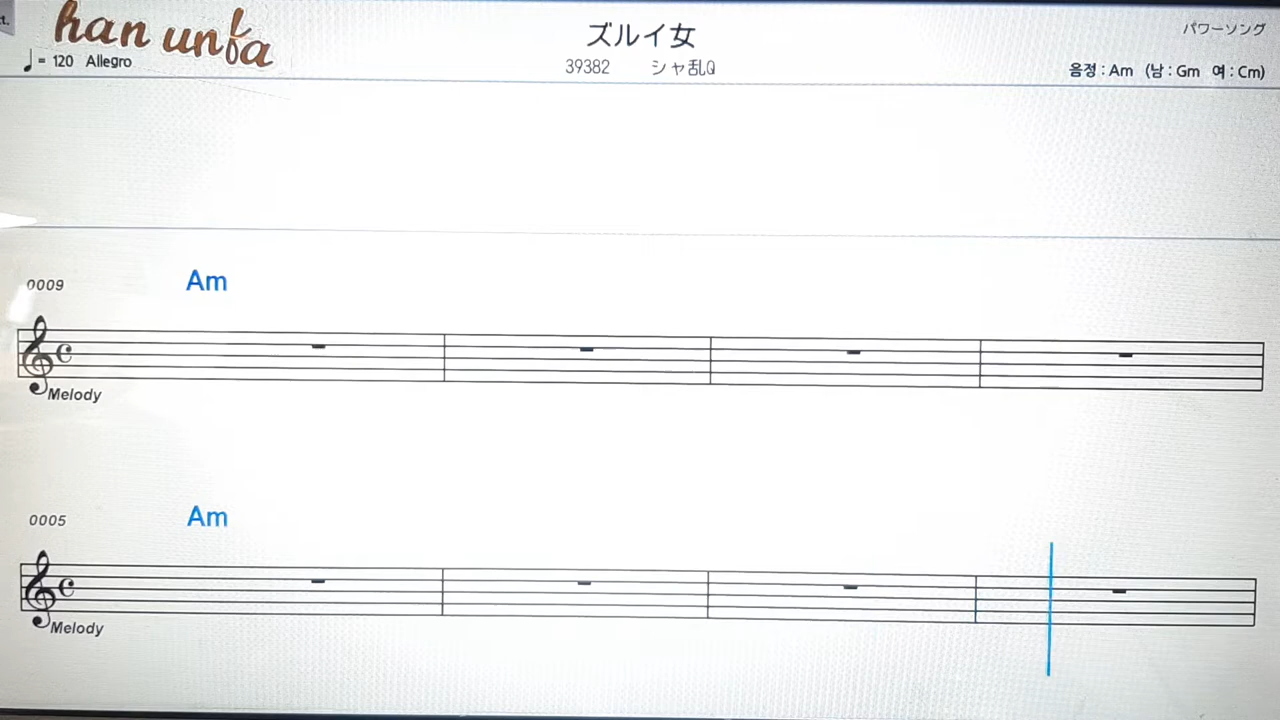 t.
han unfa
♩= 120 Allegro
ズルイ女
39382 シャ乱Q
パワーソング
음정 : Am (남 : Gm 여 : Cm)
0009
Am
Melody
0005
Am
Melody